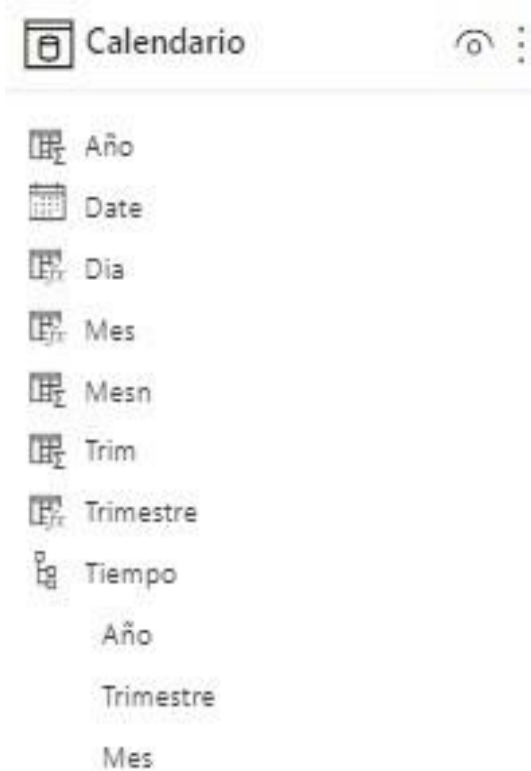 Calendario
Año
Date
Dia
Mes
Mesn
Trim
Trimestre
Tiempo
Año
Trimestre
Mes